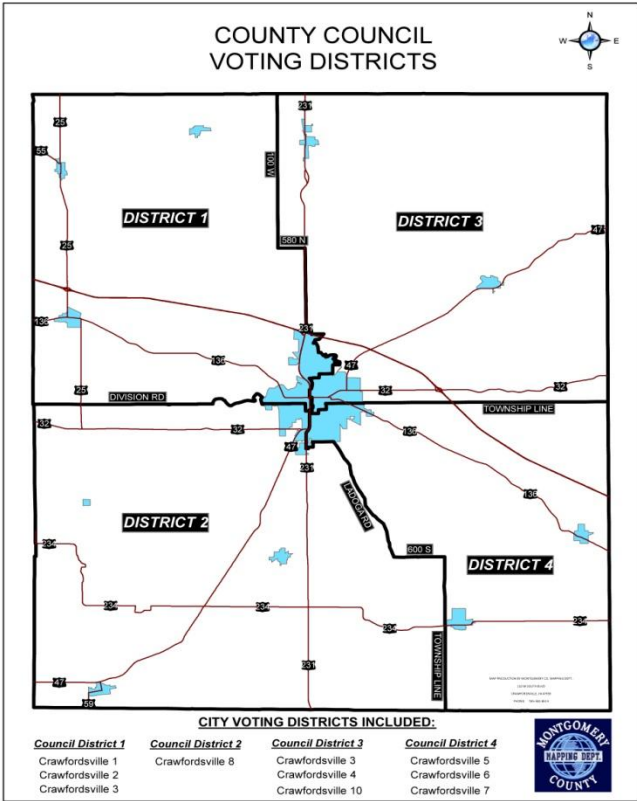 COUNTY COUNCIL
VOTING DISTRICTS
N
W
E
S
231
25
55
100 W
DISTRICT 1
DISTRICT 3
47
580 N
25
231
136
136
47
25
32
32
DIVISION RD
TOWNSHIP LINE
32
32
47
136
231
LADOGA RD
136
DISTRICT 2
234
600 S
DISTRICT 4
234
234
234
234
231
TOWNSHIP LINE
47
55
CITY VOTING DISTRICTS INCLUDED:
Council District 1
Crawfordsville 1
Crawfordsville 2
Crawfordsville 3
Council District 2
Crawfordsville 8
Council District 3
Crawfordsville 3
Crawfordsville 4
Crawfordsville 10
Council District 4
Crawfordsville 5
Crawfordsville 6
Crawfordsville 7
MONTGOMERY
MAPPING DEPT.
COUNTY